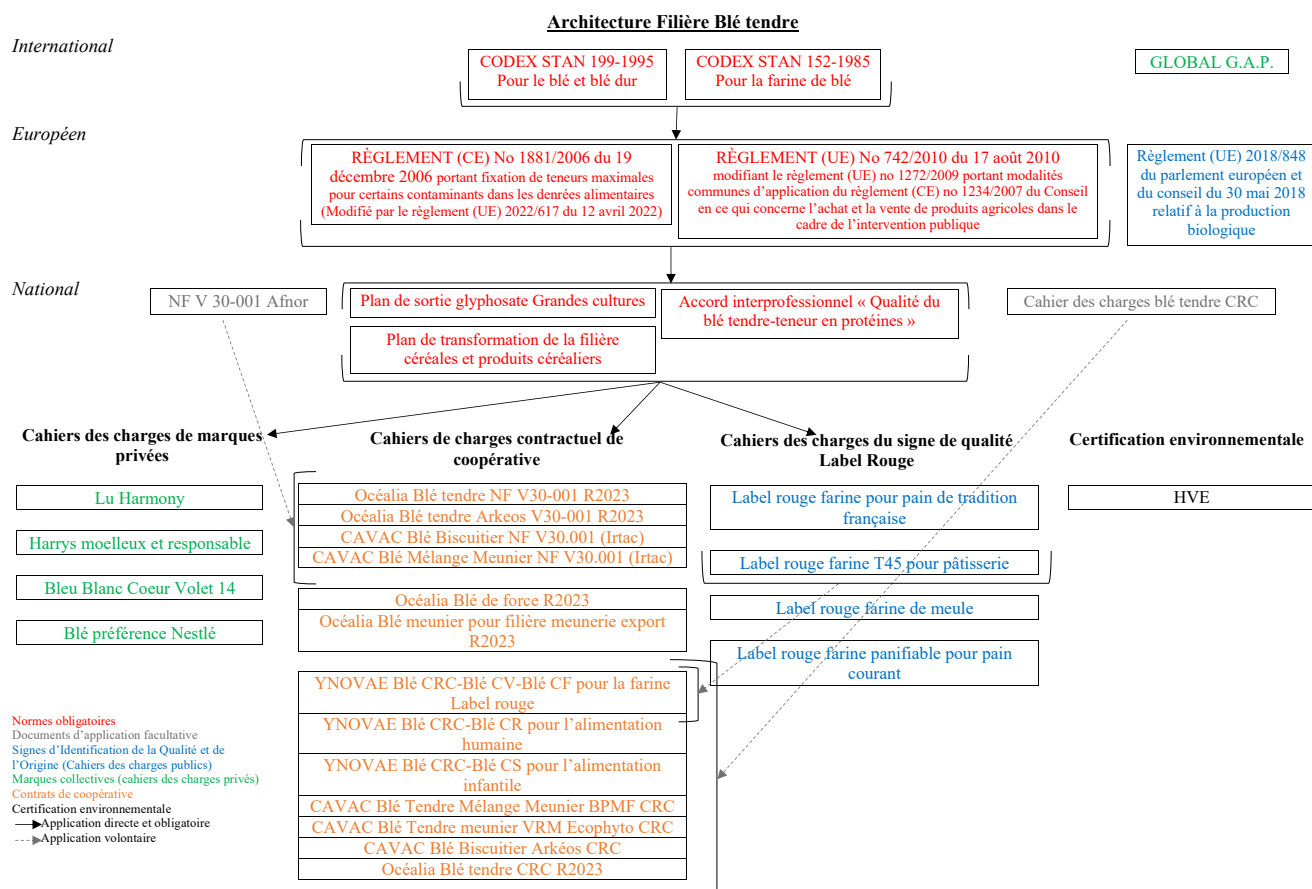 Architecture Filière Blé tendre
International
CODEX STAN 199-1995
Pour le blé et blé dur
CODEX STAN 152-1985
Pour la farine de blé
GLOBAL G.A.P.
Européen
RÈGLEMENT (CE) No 1881/2006 du 19
décembre 2006 portant fixation de teneurs maximales
pour certains contaminants dans les denrées alimentaires
(Modifié par le règlement (UE) 2022/617 du 12 avril 2022)
RÈGLEMENT (UE) No 742/2010 du 17 août 2010
modifiant le règlement (UE) no 1272/2009 portant modalités
communes d’application du règlement (CE) no 1234/2007 du Conseil
en ce qui concerne l’achat et la vente de produits agricoles dans le
cadre de l’intervention publique
Règlement (UE) 2018/848
du parlement européen et
du conseil du 30 mai 2018
relatif à la production
biologique
National
NF V 30-001 Afnor
Plan de sortie glyphosate Grandes cultures
Accord interprofessionnel « Qualité du
blé tendre-teneur en protéines »
Plan de transformation de la filière
céréales et produits céréaliers
Cahier des charges blé tendre CRC
Cahiers des charges de marques
privées
Lu Harmony
Harrys moelleux et responsable
Bleu Blanc Coeur Volet 14
Blé préférence Nestlé
Cahiers de charges contractuel de
coopérative
Océalia Blé tendre NF V30-001 R2023
Océalia Blé tendre Arkeos V30-001 R2023
CAVAC Blé Biscuitier NF V30.001 (Irtac)
CAVAC Blé Mélange Meunier NF V30.001 (Irtac)
Océalia Blé de force R2023
Océalia Blé meunier pour filière meunerie export
R2023
YNOVAE Blé CRC-Blé CV-Blé CF pour la farine
Label rouge
YNOVAE Blé CRC-Blé CR pour l’alimentation
humaine
YNOVAE Blé CRC-Blé CS pour l’alimentation
infantile
CAVAC Blé Tendre Mélange Meunier BPMF CRC
CAVAC Blé Tendre meunier VRM Ecophyto CRC
CAVAC Blé Biscuitier Arkéos CRC
Océalia Blé tendre CRC R2023
Cahiers des charges du signe de qualité
Label Rouge
Label rouge farine pour pain de tradition
française
Label rouge farine T45 pour pâtisserie
Label rouge farine de meule
Label rouge farine panifiable pour pain
courant
Certification environnementale
HVE
Normes obligatoires
Documents d’application facultative
Signes d’Identification de la Qualité et de
l’Origine (Cahiers des charges publics)
Marques collectives (cahiers des charges privés)
Contrats de coopérative
Certification environnementale
Application directe et obligatoire
Application volontaire